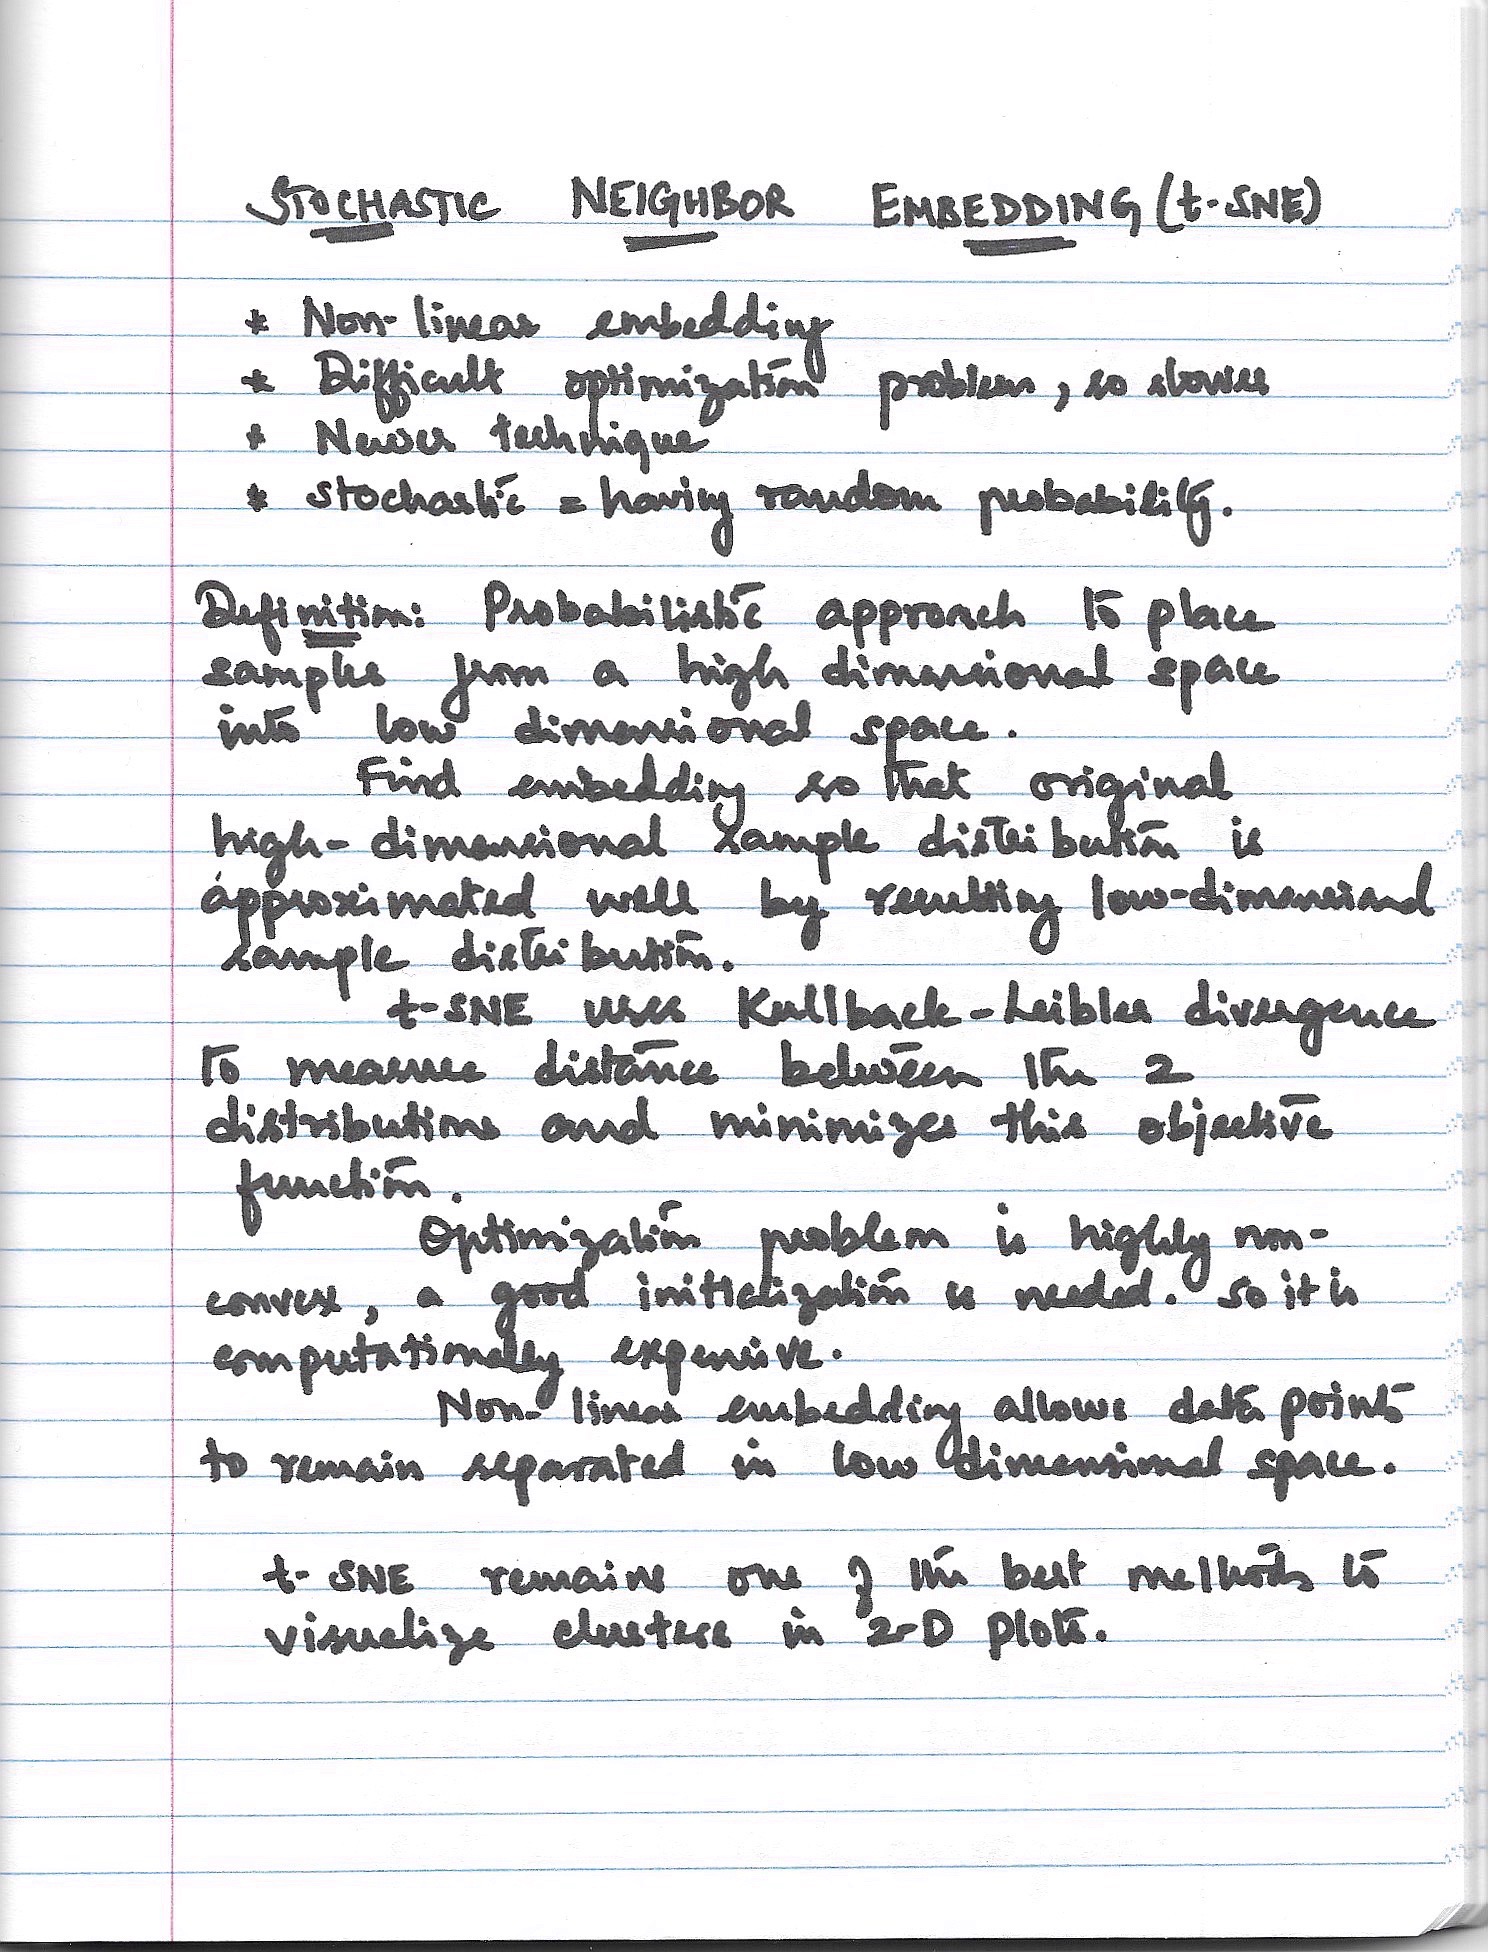 STOCHASTIC NEIGHBOR EMBEDDING (t-SNE)
* Non-linear embedding
* Difficult optimization problem, so slower
* Newer technique
* Stochastic = having random probability.
Definition: Probabilistic approach to place
samples from a high dimensional space
into low dimensional space.
Find embedding so that original
high-dimensional sample distribution is
approximated well by resulting low-dimensional
sample distribution.
t-SNE uses Kullback-Leibler divergence
to measure distance between the 2
distributions and minimizes this objective
function.
Optimization problem is highly non-
convex, a good initialization is needed. So it is
computationally expensive.
Non-linear embedding allows data points
to remain separated in low dimensional space.
t-SNE remains one of the best methods to
visualize clusters in 2-D plots.